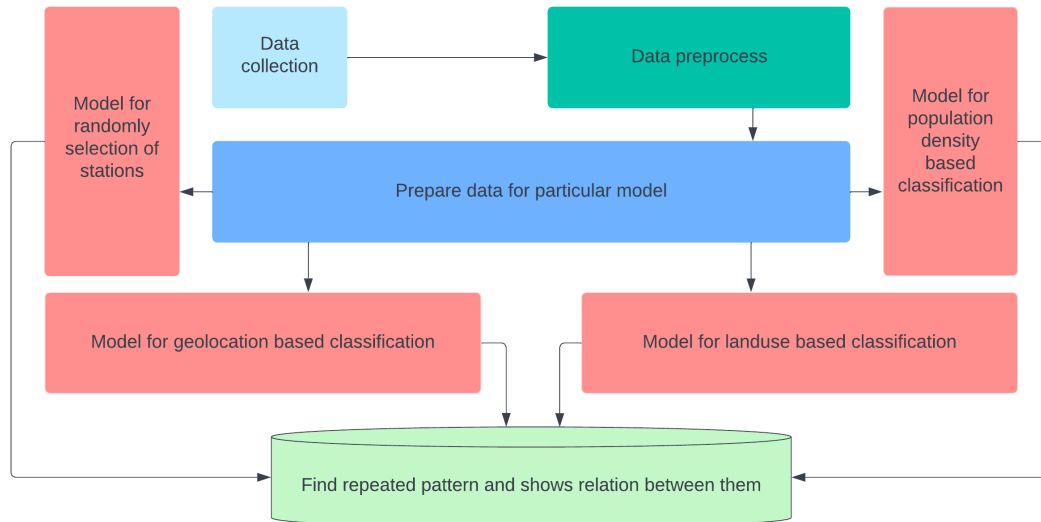 Data
collection
Data preprocess
Model for
randomly
selection of
stations
Model for
population
density
based
classification
Prepare data for particular model
Model for geolocation based classification
Model for landuse based classification
Find repeated pattern and shows relation between them